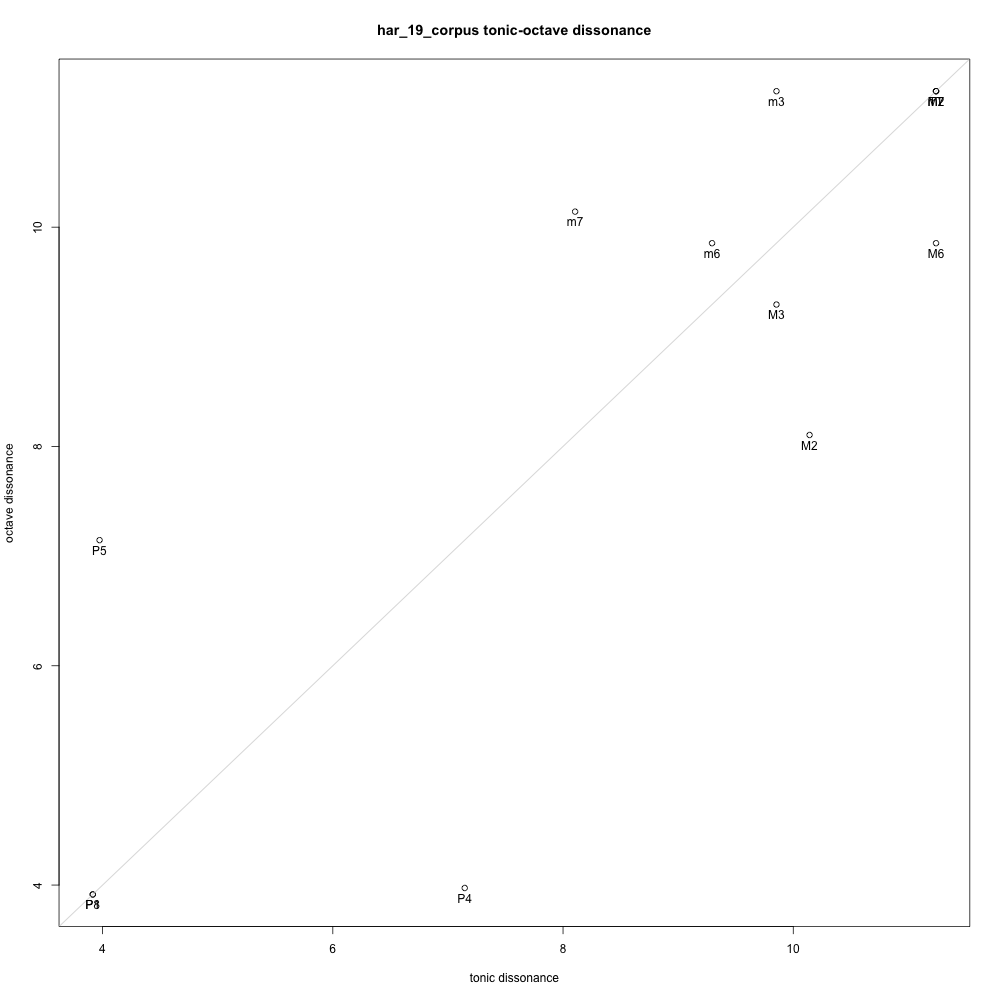 har_19_corpus tonic-octave dissonance
m3
m7
m6
M6
M3
M2
P5
P4
octave dissonance
4
6
8
10
4
6
8
10
tonic dissonance